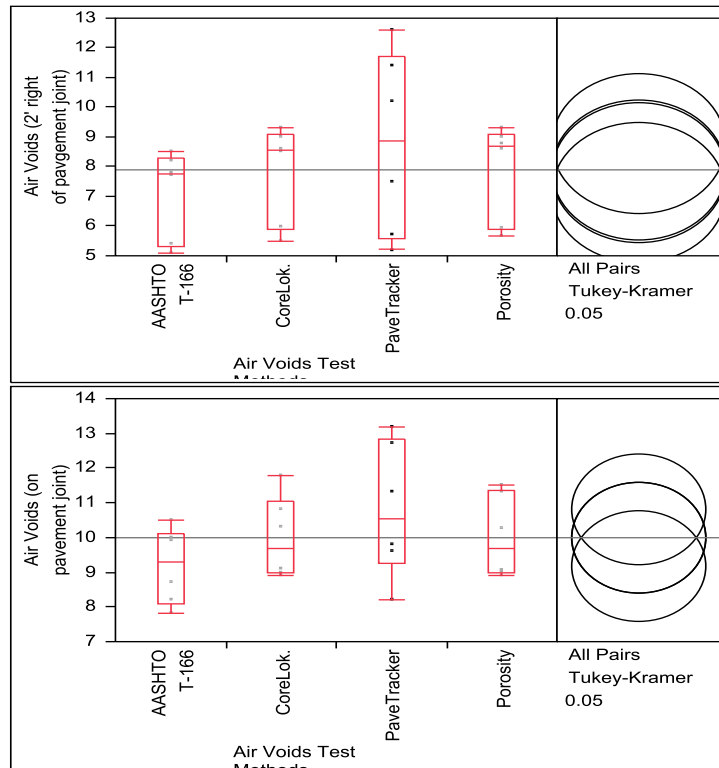 13
12
11
10
9
8
7
6
5
Air Voids (2' right
of pavgement joint)
AASHTO
T-166
CoreLok.
PaveTracker
Porosity
All Pairs
Tukey-Kramer
0.05
Air Voids Test
Methods
14
13
12
11
10
9
8
7
Air Voids (on
pavement joint)
AASHTO
T-166
CoreLok.
PaveTracker
Porosity
All Pairs
Tukey-Kramer
0.05
Air Voids Test
Methods